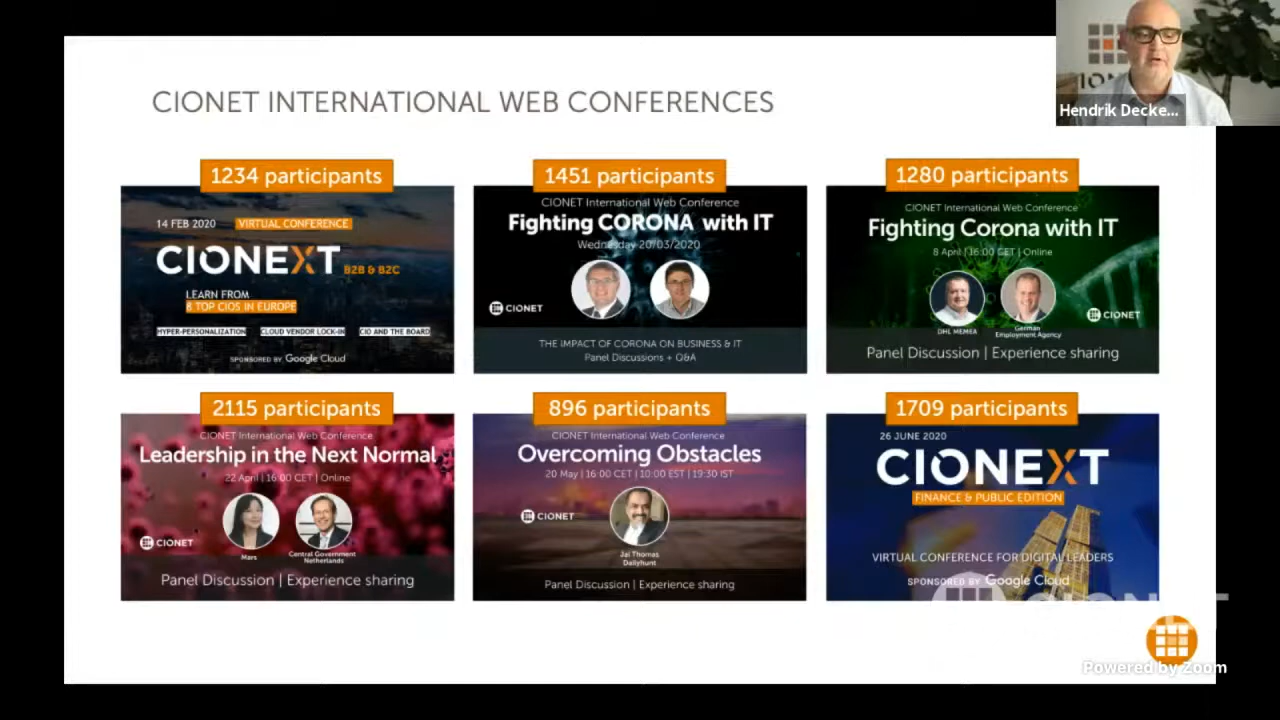 CIONET INTERNATIONAL WEB CONFERENCES
Hendrik Decke...
1234 participants
14 FEB 2020 VIRTUAL CONFERENCE
CIONEXT B2B & B2C
LEARN FROM
6 TOP CIOS IN EUROPE
HYPER-PERSONALIZATION CLOUD VENDOR LOCK-IN CIO AND THE BOARD
SPONSORED BY Google Cloud
1451 participants
CIONET International Web Conference
Fighting CORONA with IT
Wednesday 20/03/2020
CIONET
THE IMPACT OF CORONA ON BUSINESS & IT
Panel Discussions + Q&A
1280 participants
CIONET International Web Conference
Fighting Corona with IT
8 April | 16:00 CET | Online
DHL MEMEA
German
Employment Agency
CIONET
Panel Discussion | Experience sharing
2115 participants
CIONET International Web Conference
Leadership in the Next Normal
22 April | 16:00 CET | Online
CIONET
Mars
Central Government
Netherlands
Panel Discussion | Experience sharing
896 participants
CIONET International Web Conference
Overcoming Obstacles
20 May | 16:00 CET | 10:00 EST | 19:30 IST
CIONET
Jai Thomas
Dailyhunt
Panel Discussion | Experience sharing
1709 participants
26 JUNE 2020
CIONEXT
FINANCE & PUBLIC EDITION
VIRTUAL CONFERENCE FOR DIGITAL LEADERS
SPONSORED BY Google Cloud
CIONET
Powered by Zoom